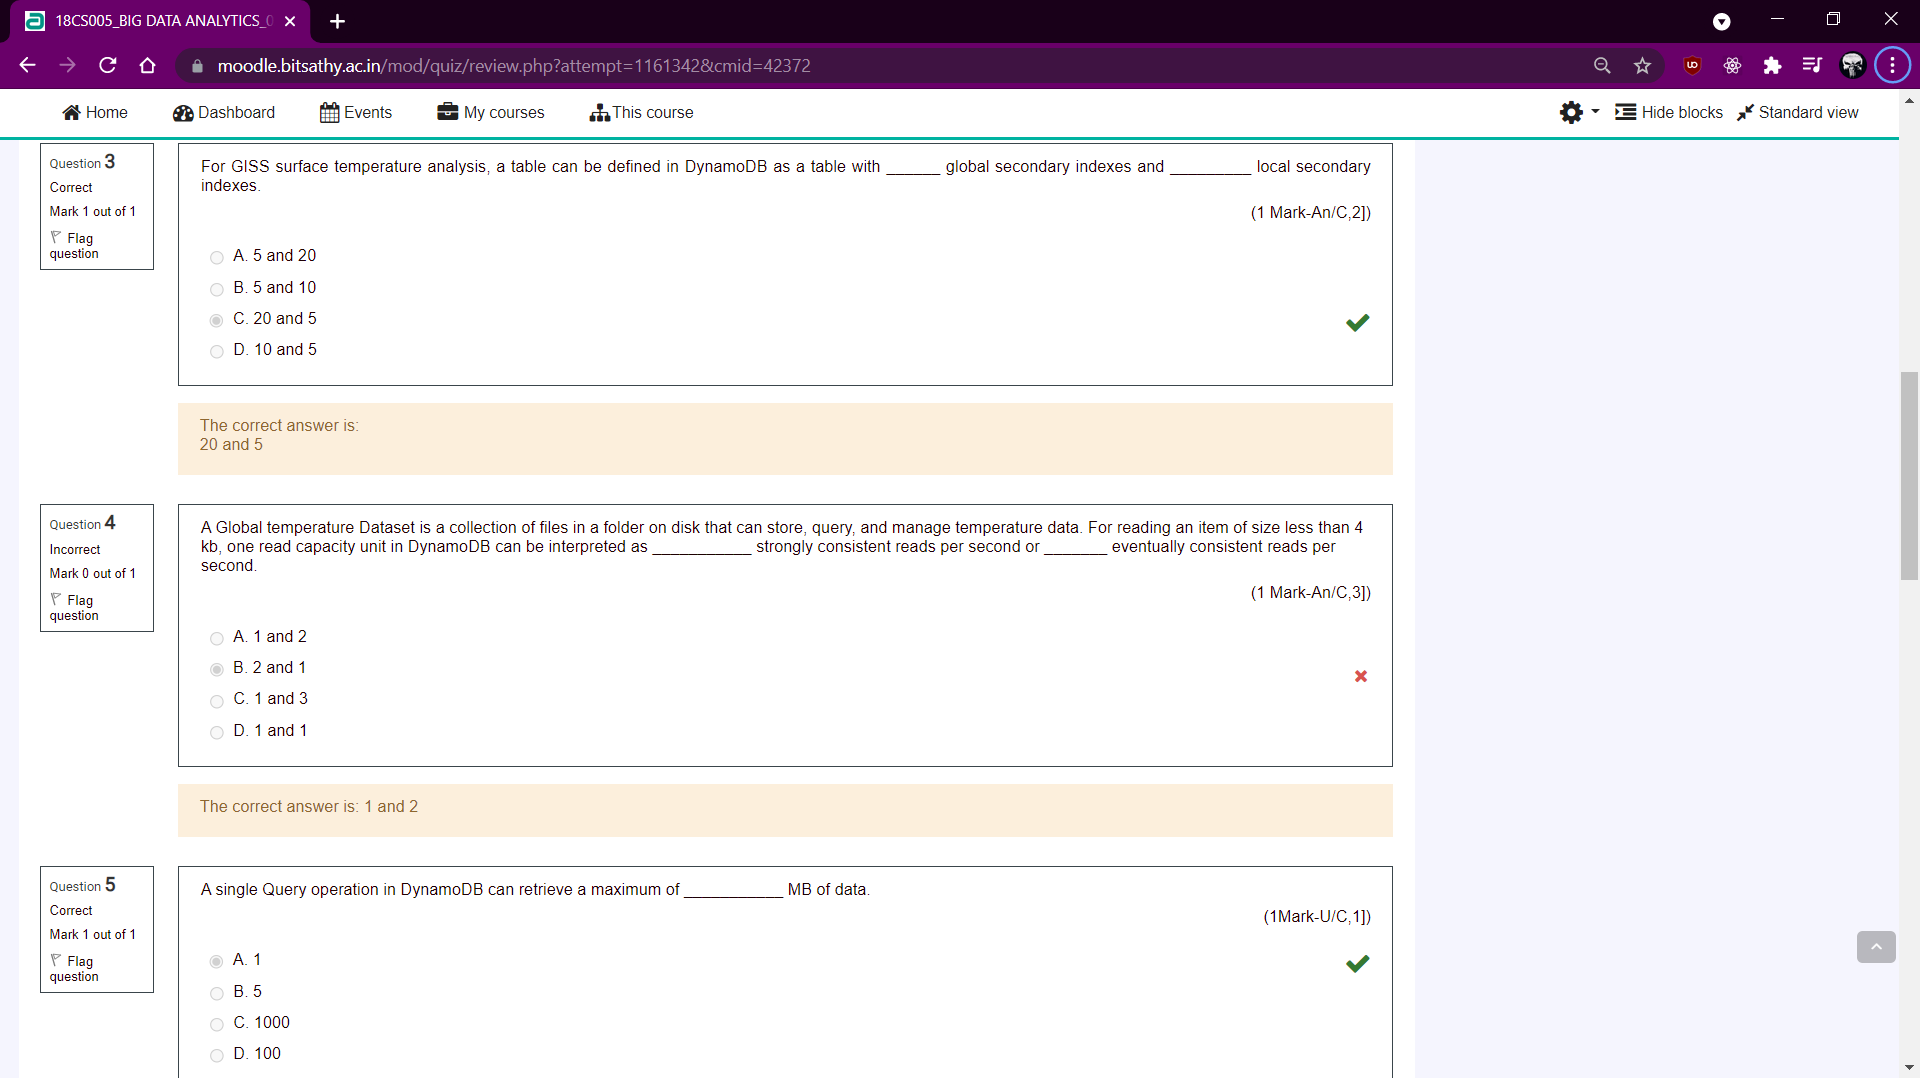 18CS005_BIG DATA ANALYTICS_0
moodle.bitsathy.ac.in/mod/quiz/review.php?attempt=1161342&cmid=42372
Home Dashboard Events My courses This course Hide blocks Standard view
Question 3
Correct
Mark 1 out of 1
Flag
question
For GISS surface temperature analysis, a table can be defined in DynamoDB as a table with ______ global secondary indexes and _________ local secondary
indexes.
(1 Mark-An/C,2])
A. 5 and 20
B. 5 and 10
C. 20 and 5
D. 10 and 5
The correct answer is:
20 and 5
Question 4
Incorrect
Mark 0 out of 1
Flag
question
A Global temperature Dataset is a collection of files in a folder on disk that can store, query, and manage temperature data. For reading an item of size less than 4
kb, one read capacity unit in DynamoDB can be interpreted as ___________ strongly consistent reads per second or _______ eventually consistent reads per
second.
(1 Mark-An/C,3])
A. 1 and 2
B. 2 and 1
C. 1 and 3
D. 1 and 1
The correct answer is: 1 and 2
Question 5
Correct
Mark 1 out of 1
Flag
question
A single Query operation in DynamoDB can retrieve a maximum of ___________ MB of data.
(1Mark-U/C,1])
A. 1
B. 5
C. 1000
D. 100